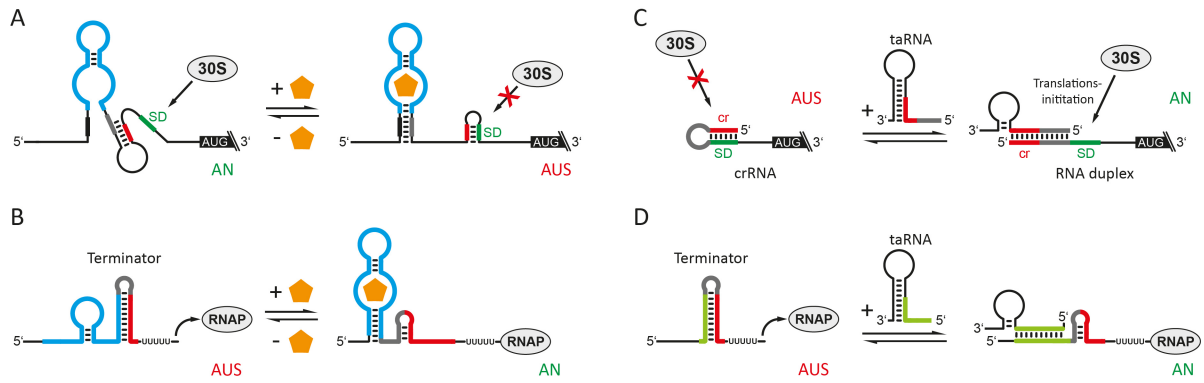 A
30S
SD
5‘
AUG
3‘
AN
+
-
30S
SD
5‘
AUG
3‘
AUS
B
Terminator
5‘
UUUUU
RNAP
AUS
+
-
5‘
UUUUU
RNAP
AN
C
30S
AUS
cr
5‘
SD
AUG
3‘
crRNA
taRNA
+
3‘
5‘
30S
Translations-
inititation
AN
3‘
5‘
5‘
cr
SD
AUG
3‘
RNA duplex
D
Terminator
5‘
UUUUU
RNAP
AUS
taRNA
+
3‘
5‘
3‘
5‘
5‘
UUUUU
RNAP
AN